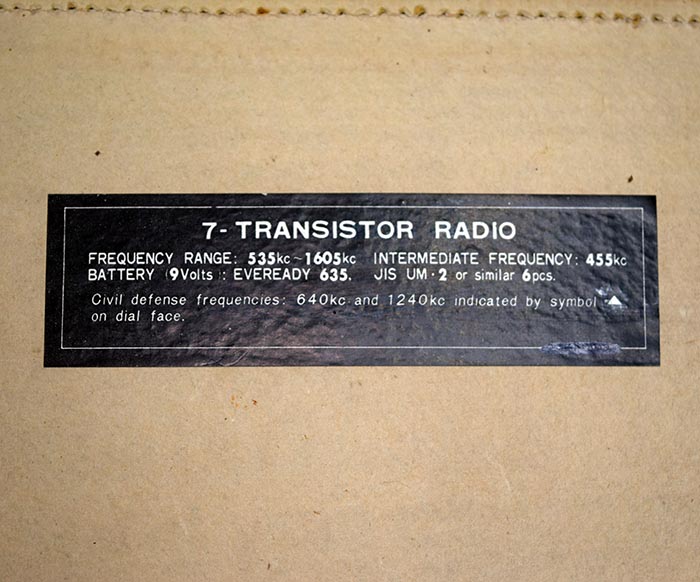 7-TRANSISTOR RADIO
FREQUENCY RANGE: 535kc~1605kc INTERMEDIATE FREQUENCY: 455kc
BATTERY (9Volts): EVEREADY 635. JIS UM-2 or similar 6pcs.
Civil defense frequencies: 640kc and 1240kc indicated by symbol ▲
on dial face.